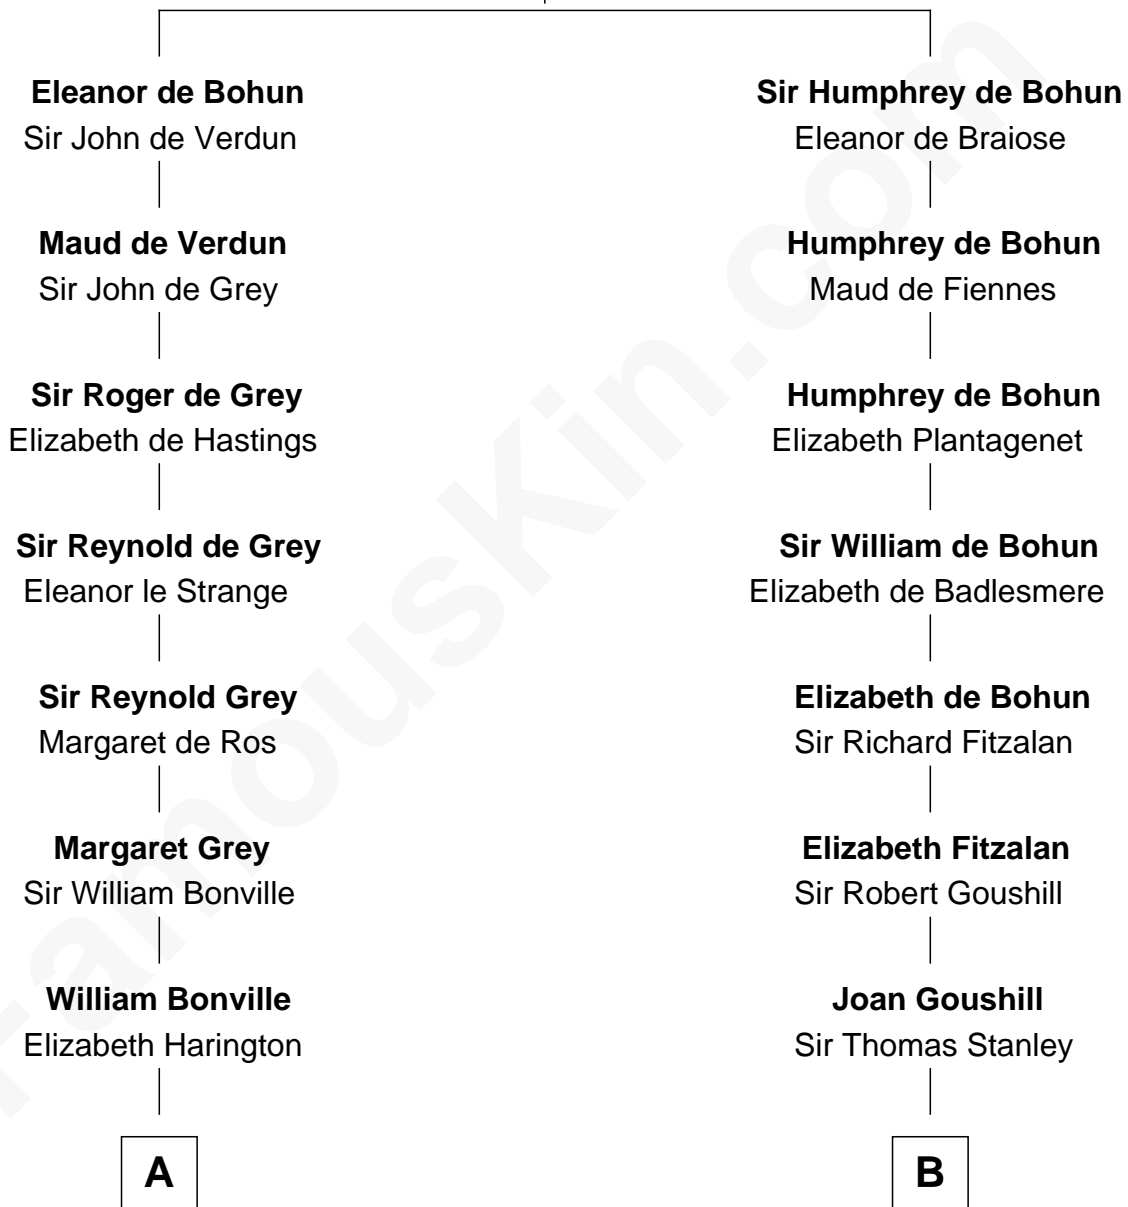 Eleanor de Bohun
Sir John de Verdun
Maud de Verdun
Sir John de Grey
Sir Roger de Grey
Elizabeth de Hastings
Sir Reynold de Grey
Eleanor le Strange
Sir Reynold Grey
Margaret de Ros
Margaret Grey
Sir William Bonville
William Bonville
Elizabeth Harington
A
Sir Humphrey de Bohun
Eleanor de Braiose
Humphrey de Bohun
Maud de Fiennes
Humphrey de Bohun
Elizabeth Plantagenet
Sir William de Bohun
Elizabeth de Badlesmere
Elizabeth de Bohun
Sir Richard Fitzalan
Elizabeth Fitzalan
Sir Robert Goushill
Joan Goushill
Sir Thomas Stanley
B
FamousKin.com